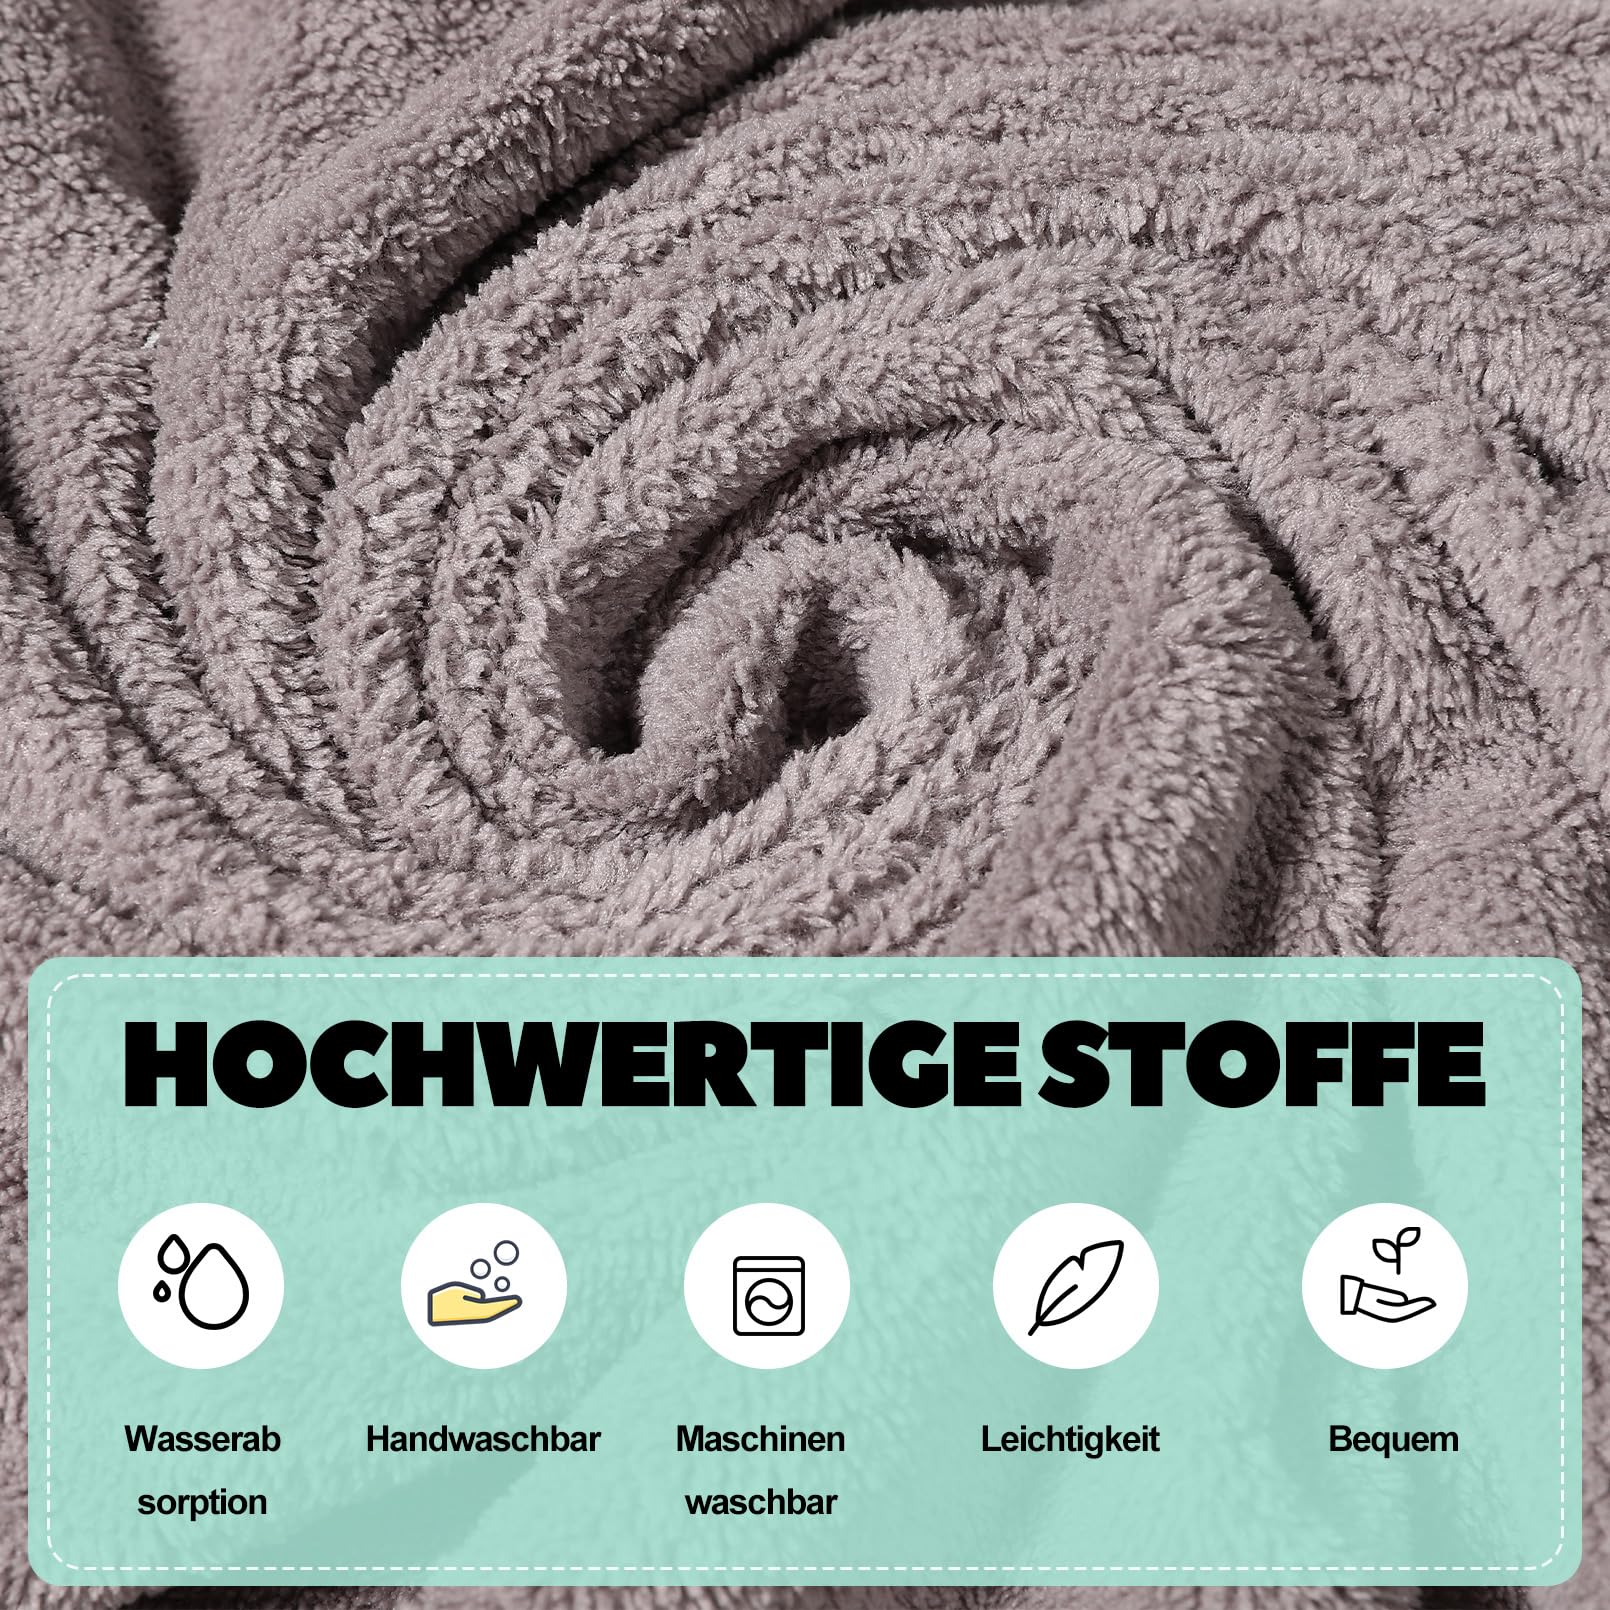 HOCHWERTIGE STOFFE
Wasserab
sorption
Handwaschbar
Maschinen
waschbar
Leichtigkeit
Bequem